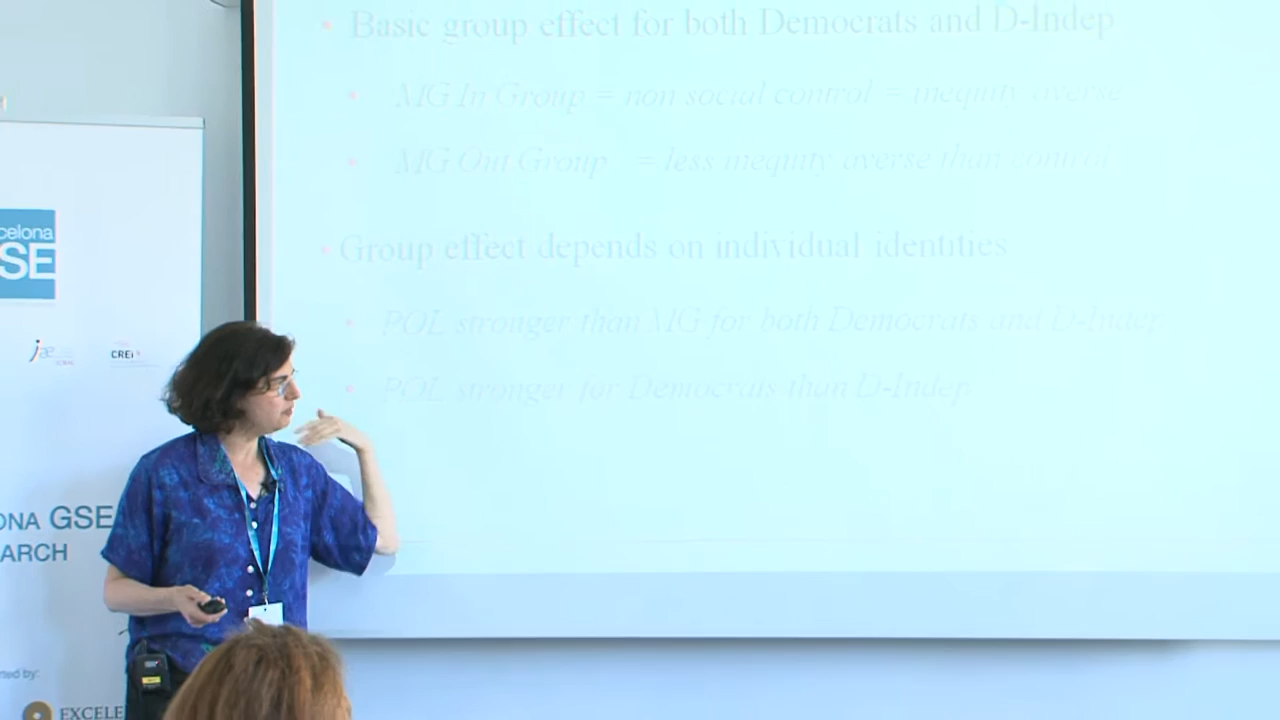 • Basic group effect for both Democrats and D-Indep
• MG In Group = non social control = inequity averse
• MG Out Group = less inequity averse than control
• Group effect depends on individual identities
• POL stronger than MG for both Democrats and D-Indep
• POL stronger for Democrats than D-Indep
celona
SE
CREi
ONA GSE
ARCH
rted by:
EXCELE